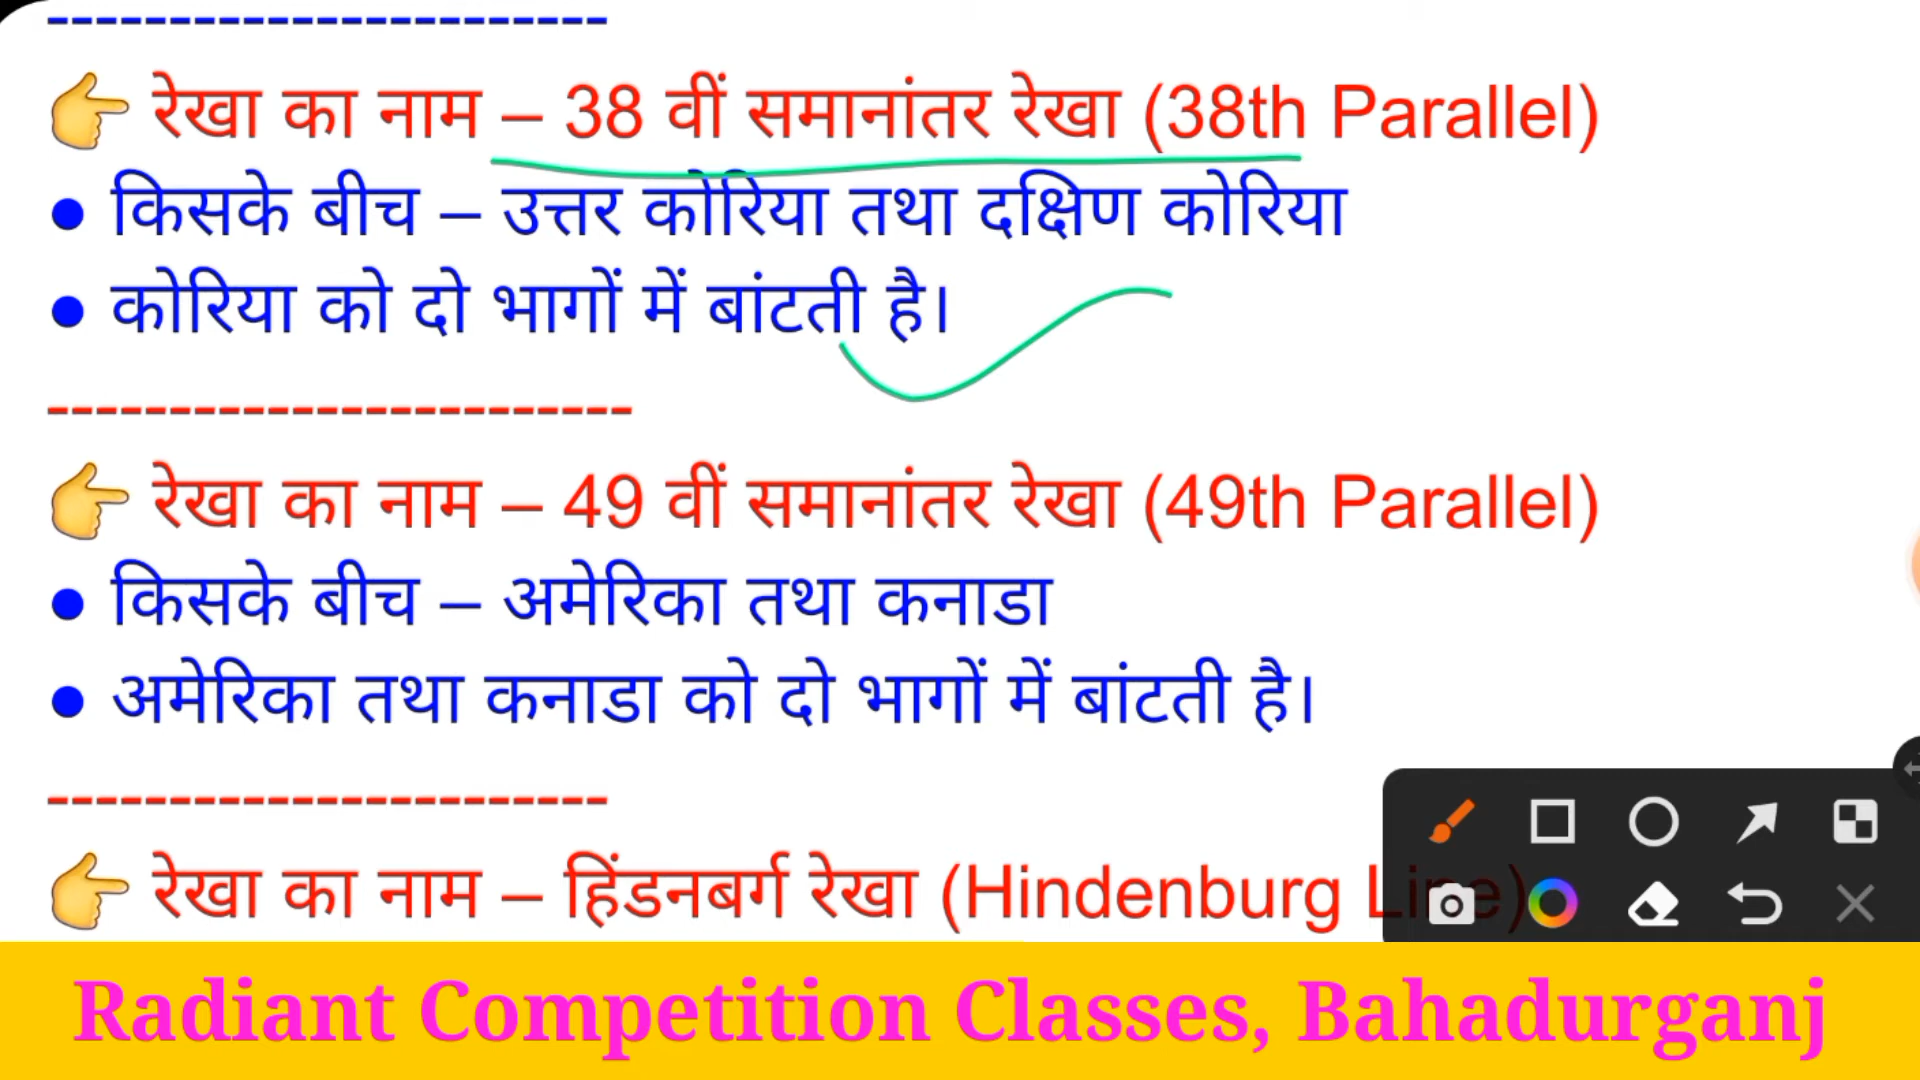 ------------------------
👉 रेखा का नाम – 38 वीं समानांतर रेखा (38th Parallel)
● किसके बीच – उत्तर कोरिया तथा दक्षिण कोरिया
● कोरिया को दो भागों में बांटती है।
------------------------
👉 रेखा का नाम – 49 वीं समानांतर रेखा (49th Parallel)
● किसके बीच – अमेरिका तथा कनाडा
● अमेरिका तथा कनाडा को दो भागों में बांटती है।
------------------------
👉 रेखा का नाम – हिंडनबर्ग रेखा (Hindenburg Line)
Radiant Competition Classes, Bahadurganj